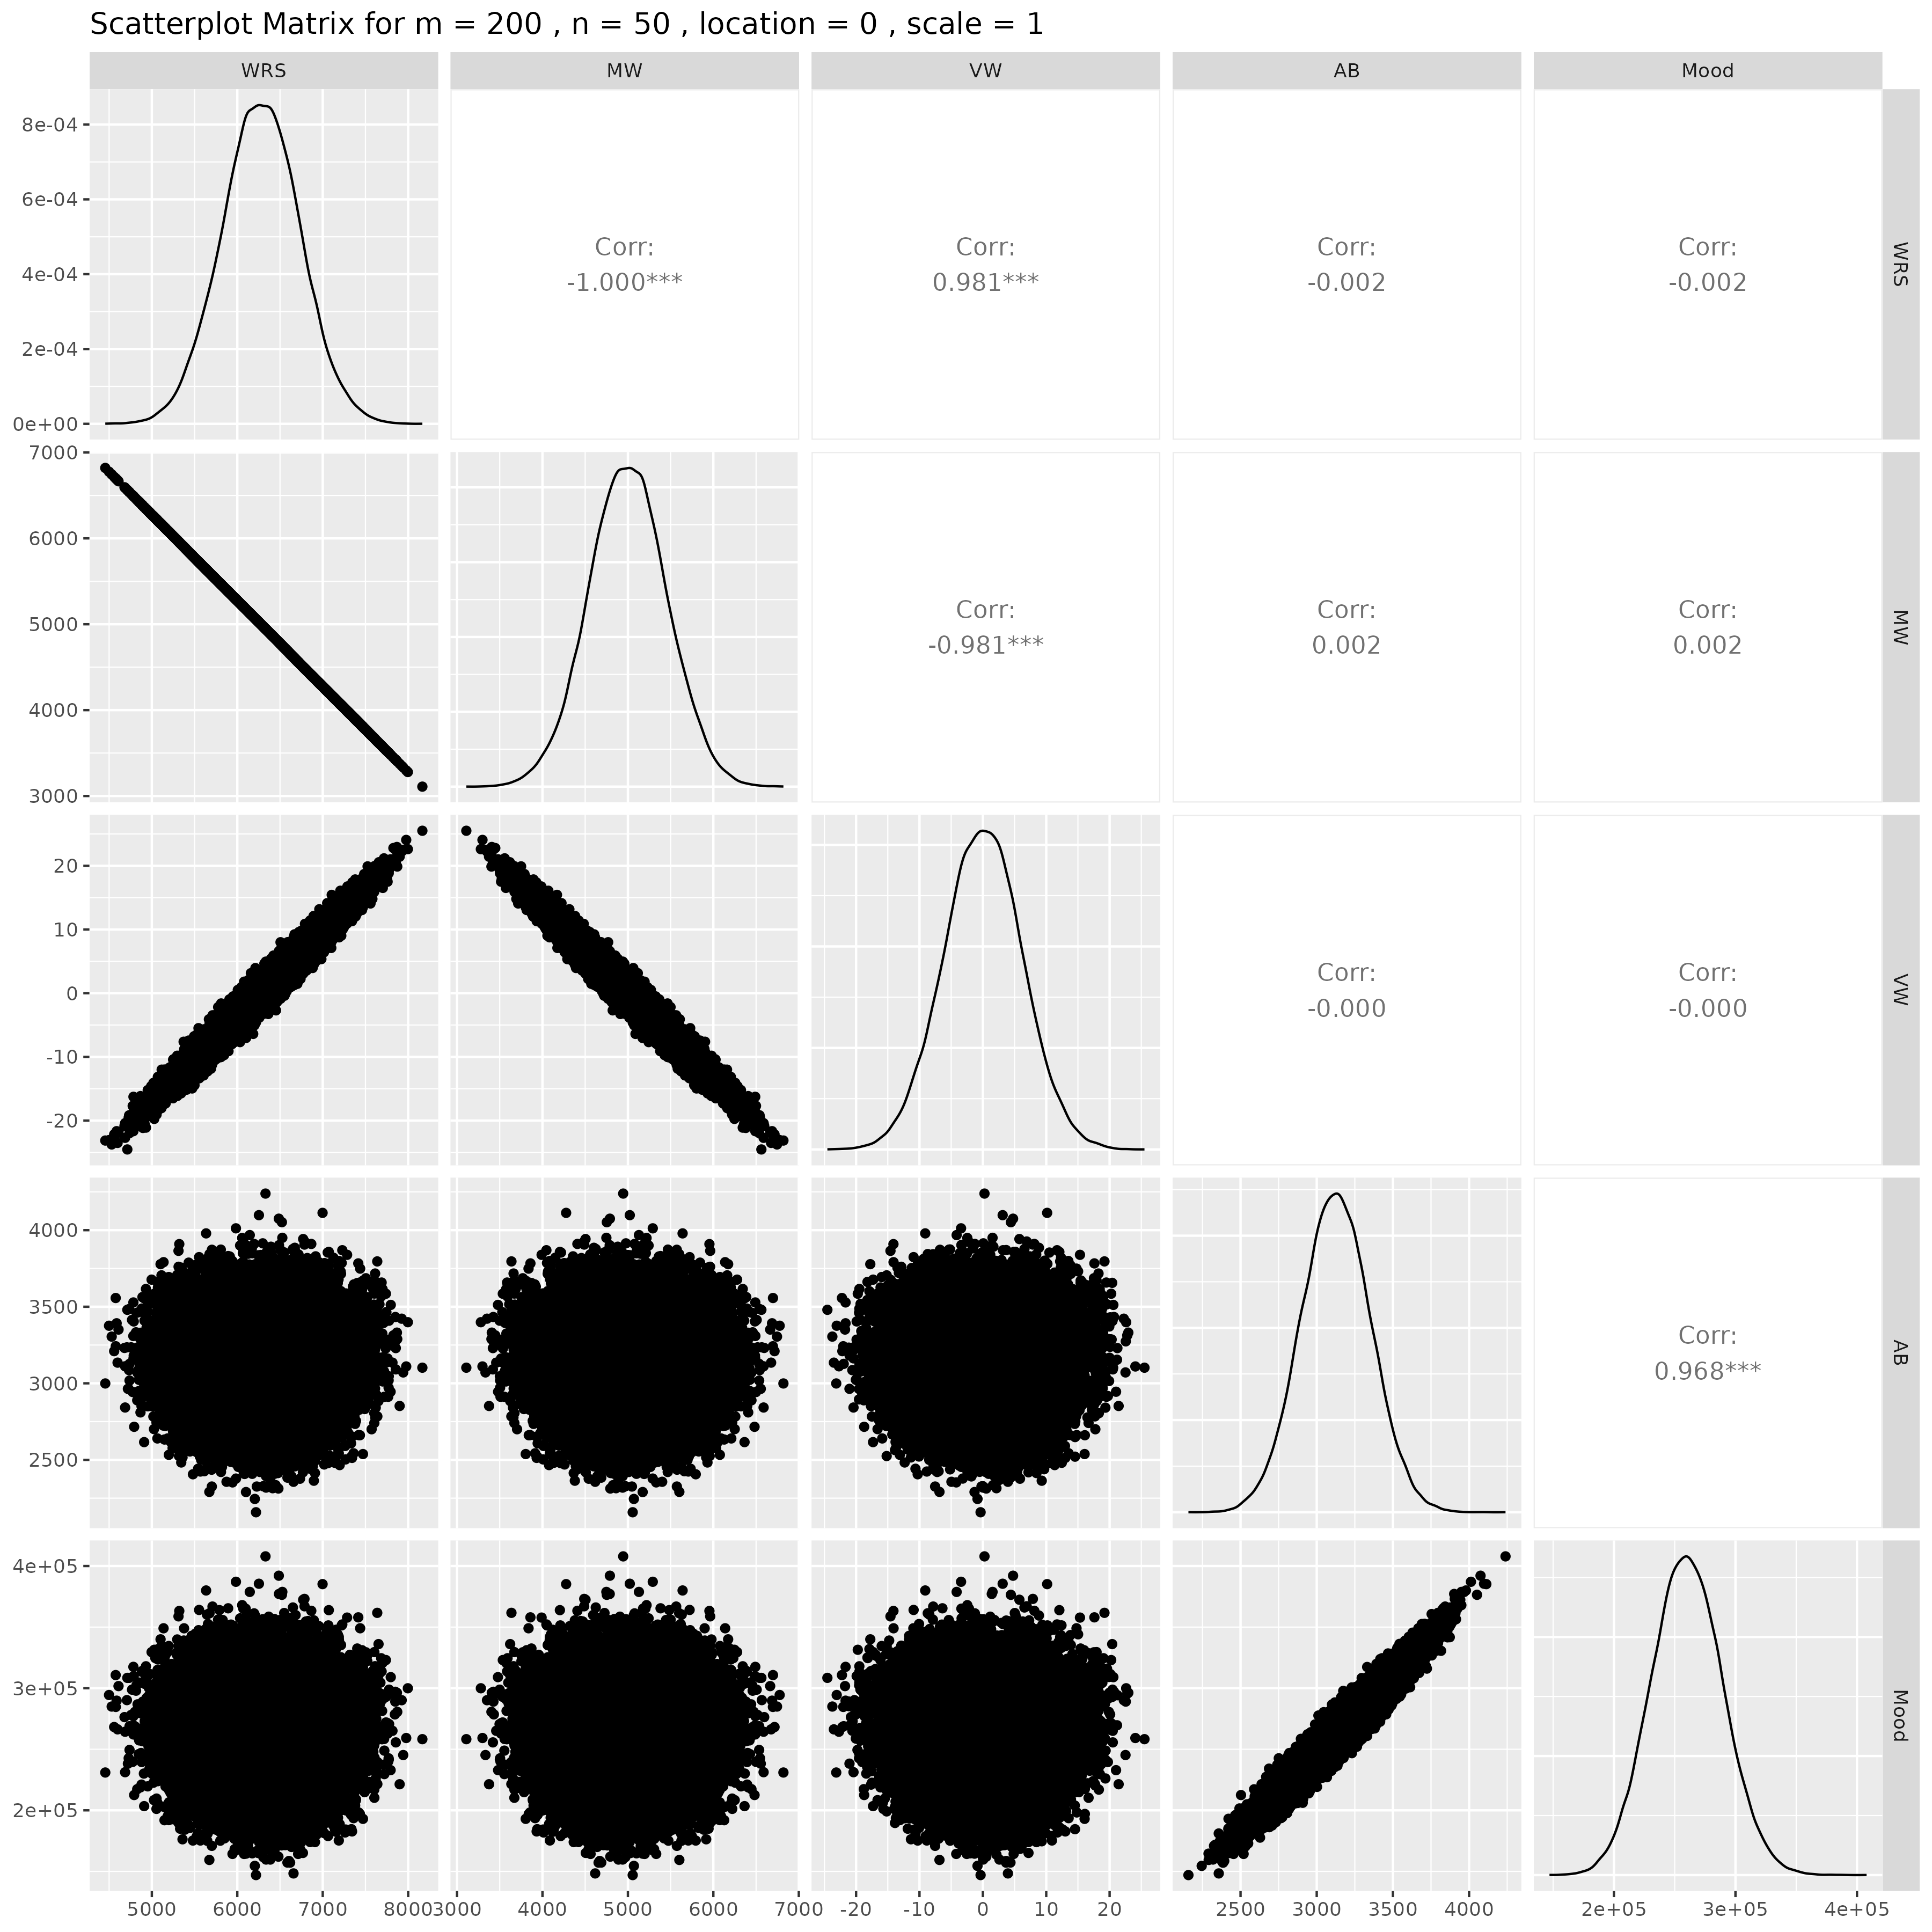 Scatterplot Matrix for m = 200 , n = 50 , location = 0 , scale = 1
WRS MW VW AB Mood
8e-04
6e-04
4e-04
2e-04
0e+00
Corr:
-1.000***
Corr:
0.981***
Corr:
-0.002
Corr:
-0.002
WRS
7000
6000
5000
4000
3000
Corr:
-0.981***
Corr:
0.002
Corr:
0.002
MW
20
10
0
-10
-20
Corr:
-0.000
Corr:
-0.000
VW
4000
3500
3000
2500
Corr:
0.968***
AB
4e+05
3e+05
2e+05
Mood
5000 6000 7000 8000 3000 4000 5000 6000 7000 -20 -10 0 10 20 2500 3000 3500 4000 2e+05 3e+05 4e+05